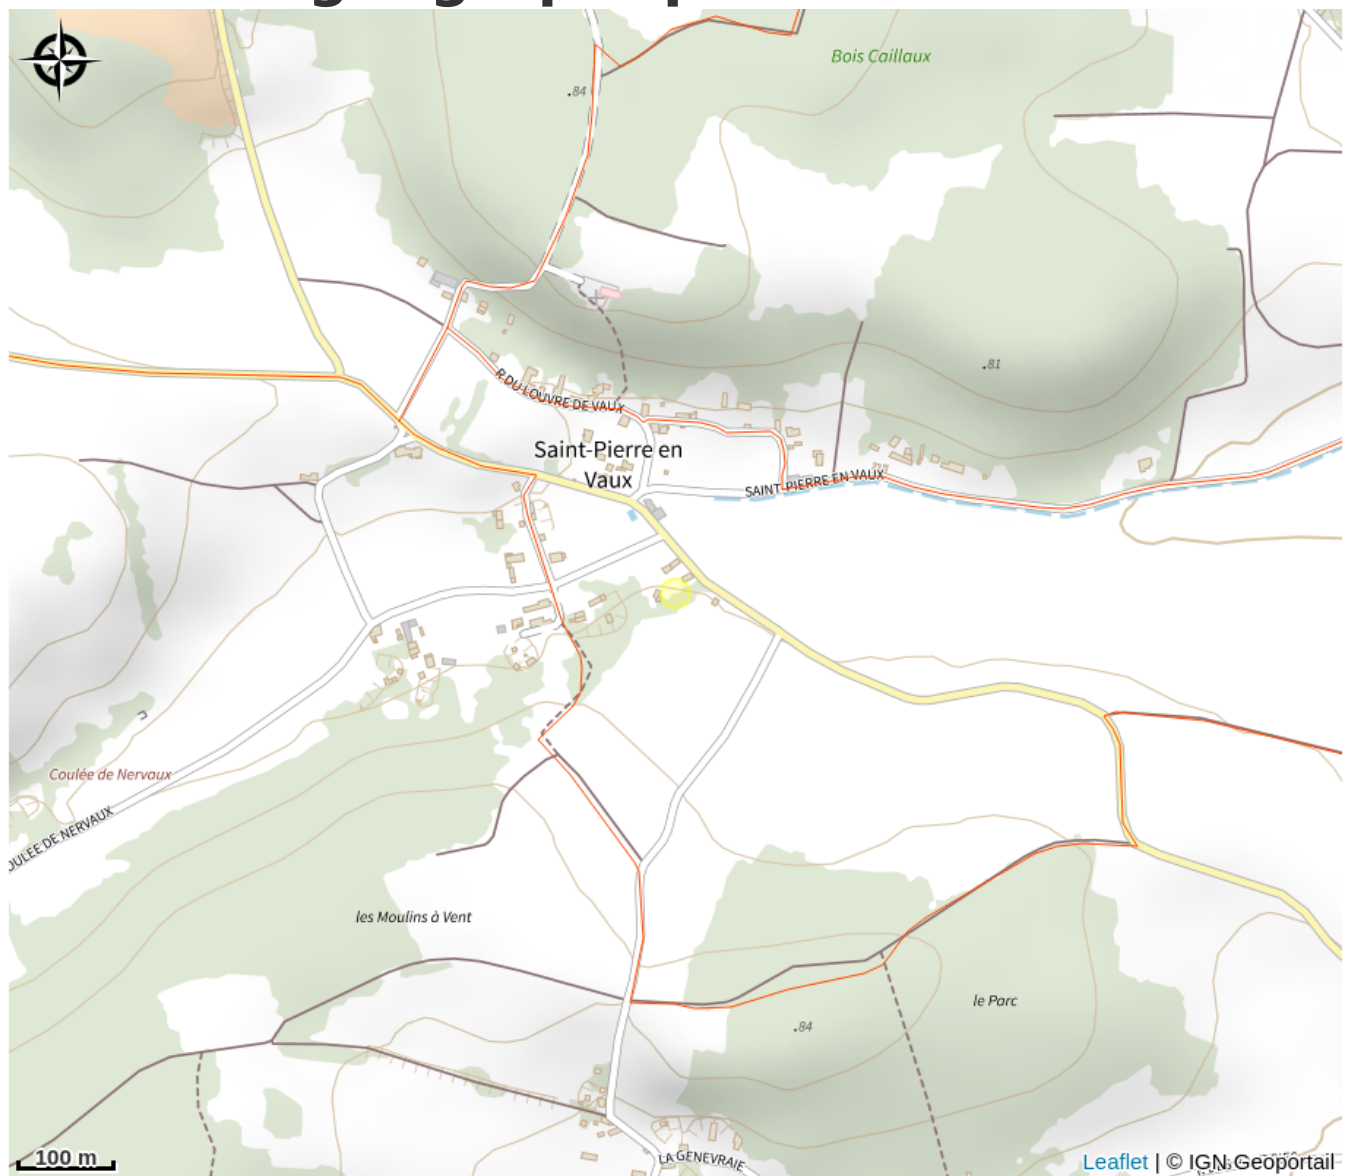 Bois Caillaux
.84
.81
R DU LOUVRE DE VAUX
Saint-Pierre en
Vaux
SAINT-PIERRE EN VAUX
Coulée de Nervaux
OULEE DE NERVAUX
les Moulins à Vent
le Parc
.84
LA GENEVRAIE
100 m
Leaflet | © IGN Geoportail